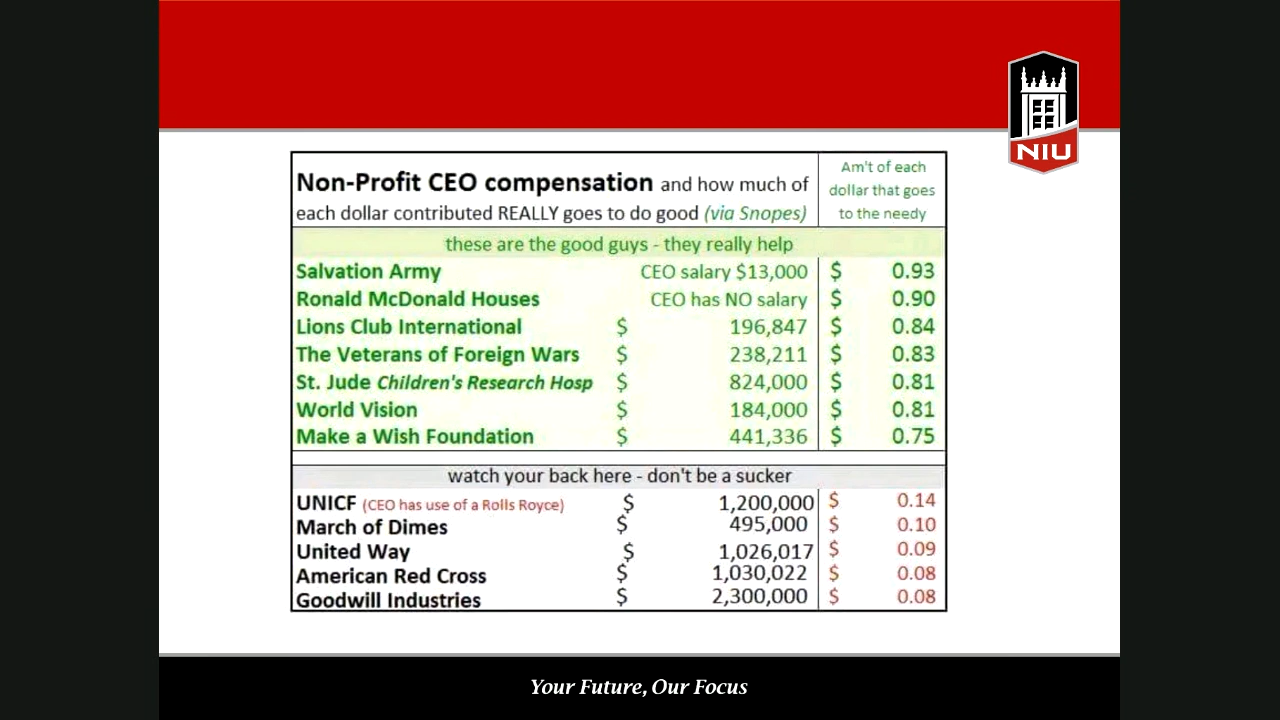 NIU
Non-Profit CEO compensation and how much of
each dollar contributed REALLY goes to do good (via Snopes)
Am't of each
dollar that goes
to the needy
these are the good guys - they really help
Salvation Army CEO salary $13,000 $ 0.93
Ronald McDonald Houses CEO has NO salary $ 0.90
Lions Club International $ 196,847 $ 0.84
The Veterans of Foreign Wars $ 238,211 $ 0.83
St. Jude Children's Research Hosp $ 824,000 $ 0.81
World Vision $ 184,000 $ 0.81
Make a Wish Foundation $ 441,336 $ 0.75
watch your back here - don't be a sucker
UNICF (CEO has use of a Rolls Royce) $ 1,200,000 $ 0.14
March of Dimes $ 495,000 $ 0.10
United Way $ 1,026,017 $ 0.09
American Red Cross $ 1,030,022 $ 0.08
Goodwill Industries $ 2,300,000 $ 0.08
Your Future, Our Focus